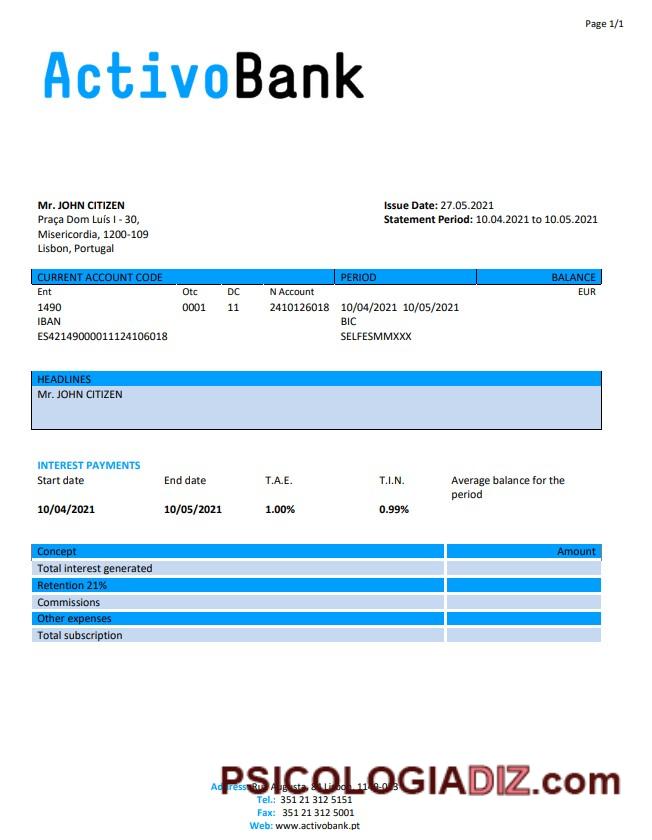 Page 1/1
ActivoBank
Mr. JOHN CITIZEN
Praça Dom Luís I - 30,
Misericordia, 1200-109
Lisbon, Portugal
Issue Date: 27.05.2021
Statement Period: 10.04.2021 to 10.05.2021
CURRENT ACCOUNT CODE PERIOD BALANCE
Ent Otc DC N Account EUR
1490 0001 11 2410126018 10/04/2021 10/05/2021
IBAN BIC
ES42149000011124106018 SELFESMMXXX
HEADLINES
Mr. JOHN CITIZEN
INTEREST PAYMENTS
Start date End date T.A.E. T.I.N. Average balance for the
period
10/04/2021 10/05/2021 1.00% 0.99%
Concept Amount
Total interest generated
Retention 21%
Commissions
Other expenses
Total subscription
PSICOLOGIADIZ.com
Address: Rua Augusta, 84 Lisbon,
Tel.: 351 21 312 5151
Fax: 351 21 312 5001
Web: www.activobank.pt